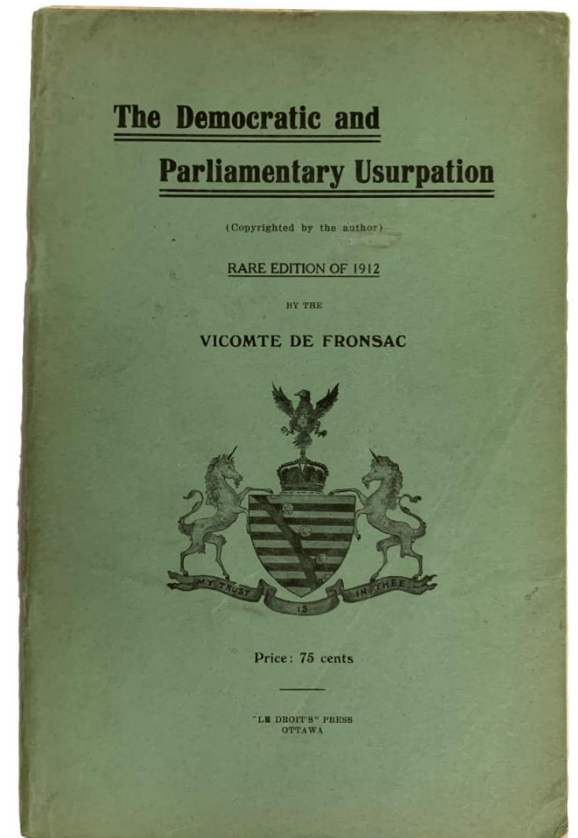 The Democratic and
Parliamentary Usurpation
(Copyrighted by the author)
RARE EDITION OF 1912
BY THE
VICOMTE DE FRONSAC
MY TRUST IS IN THEE
Price: 75 cents
"LE DROIT'S" PRESS
OTTAWA